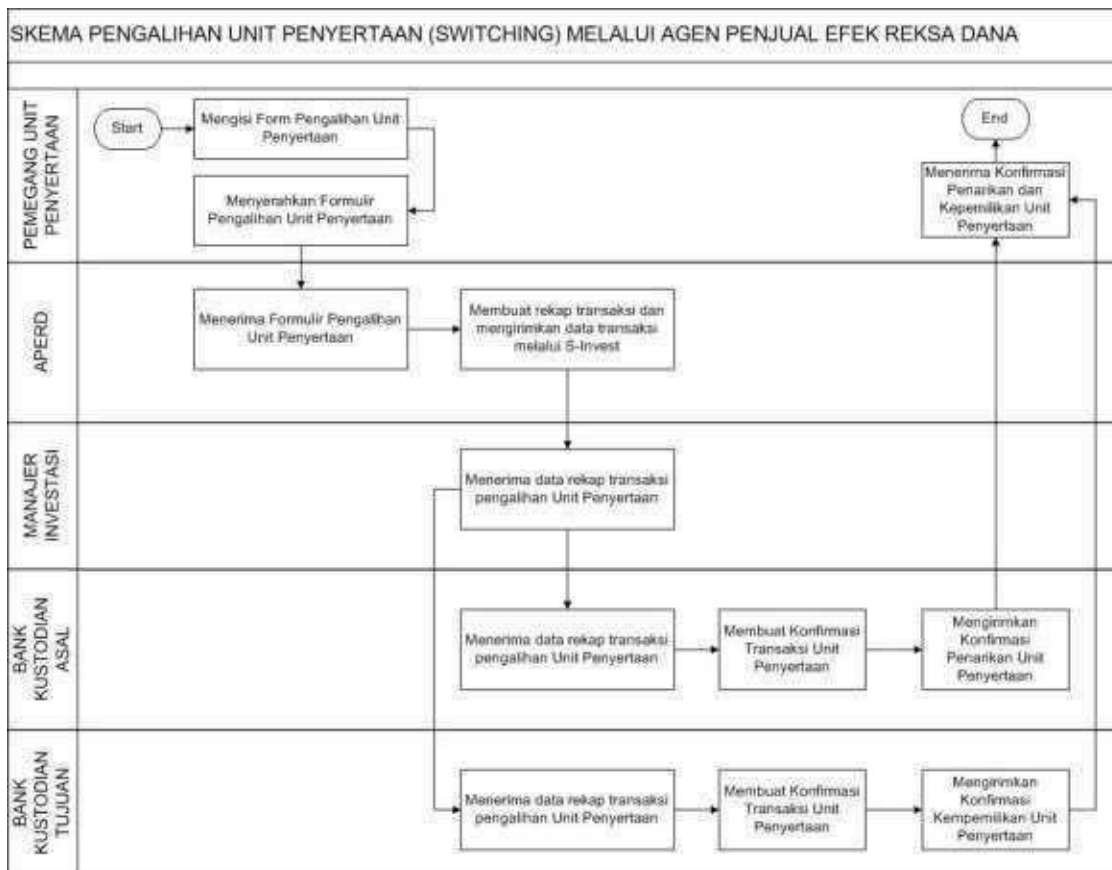 SKEMA PENGALIHAN UNIT PENYERTAAN (SWITCHING) MELALUI AGEN PENJUAL EFEK REKSA DANA
PEMEGANG UNIT
PENYERTAAN
Start
Mengisi Form Pengalihan Unit
Penyertaan
Menyerahkan Formulir
Pengalihan Unit Penyertaan
End
Menerima Konfirmasi
Penarikan dan
Kepemilikan Unit
Penyertaan
APERD
Menerima Formulir Pengalihan
Unit Penyertaan
Membuat rekap transaksi dan
mengirimkan data transaksi
melalui S-Invest
MANAJER
INVESTASI
Menerima data rekap transaksi
pengalihan Unit Penyertaan
BANK
KUSTODIAN
ASAL
Menerima data rekap transaksi
pengalihan Unit Penyertaan
Membuat Konfirmasi
Transaksi Unit
Penyertaan
Mengirimkan
Konfirmasi
Penarikan Unit
Penyertaan
BANK
KUSTODIAN
TUJUAN
Menerima data rekap transaksi
pengalihan Unit Penyertaan
Membuat Konfirmasi
Transaksi Unit
Penyertaan
Mengirimkan
Konfirmasi
Kempemilikan Unit
Penyertaan